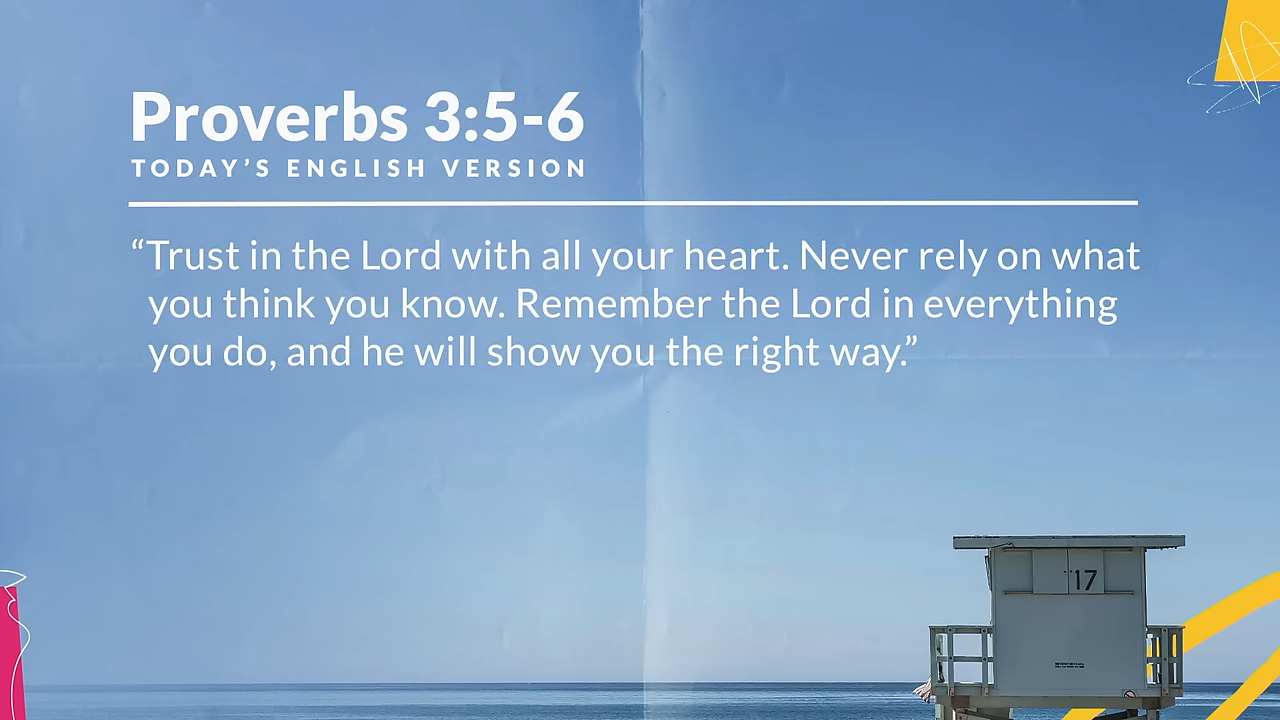 Proverbs 3:5-6
TODAY’S ENGLISH VERSION
“Trust in the Lord with all your heart. Never rely on what
you think you know. Remember the Lord in everything
you do, and he will show you the right way.”
17